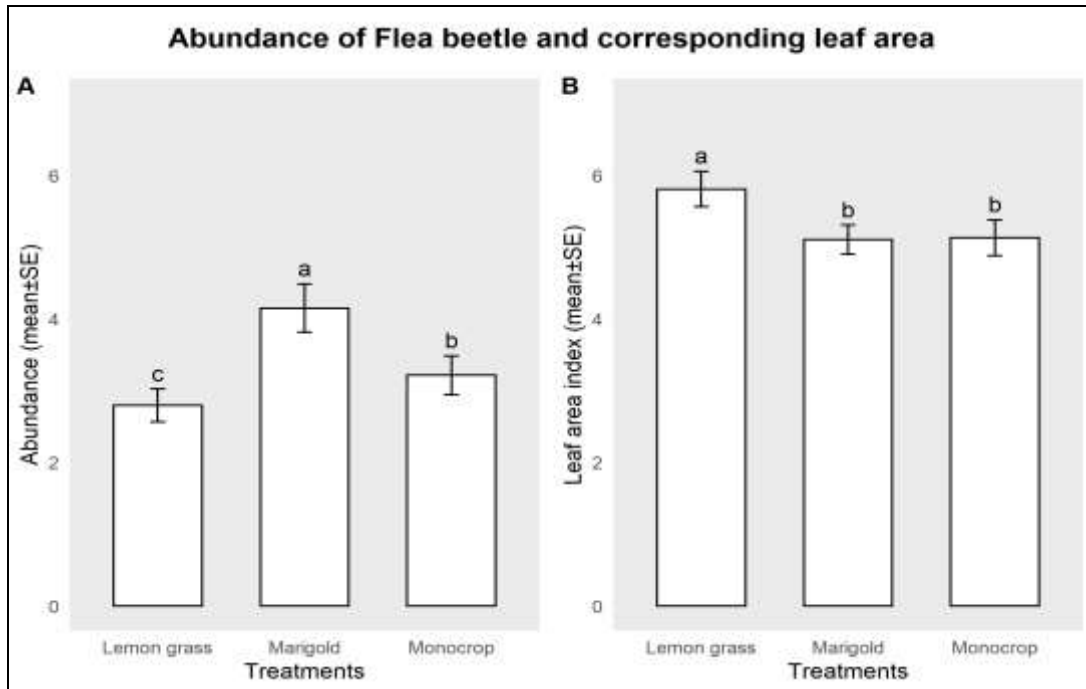 Abundance of Flea beetle and corresponding leaf area
A
Abundance (mean±SE)
6
4
2
0
c
a
b
Lemon grass
Marigold
Monocrop
Treatments
B
Leaf area index (mean±SE)
6
4
2
0
a
b
b
Lemon grass
Marigold
Monocrop
Treatments